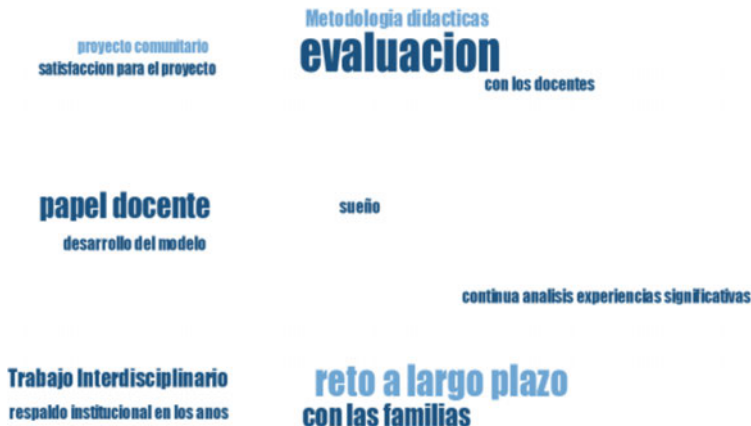 Metodologia didacticas
proyecto comunitario
evaluacion
satisfaccion para el proyecto
con los docentes
papel docente
sueño
desarrollo del modelo
continua analisis experiencias significativas
Trabajo Interdisciplinario
reto a largo plazo
respaldo institucional en los anos
con las familias